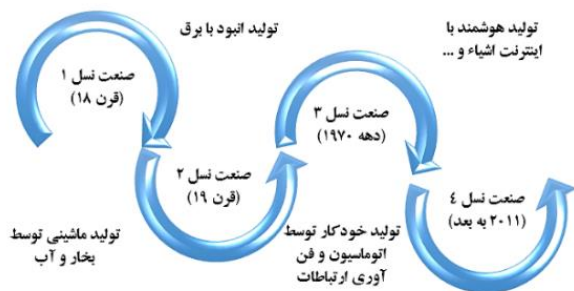 تولید هوشمند با
اینترنت اشیاء و ...
تولید انبود با برق
صنعت نسل ۱
(قرن ۱۸)
صنعت نسل ۳
(دهه ۱۹۷۰)
صنعت نسل ۲
(قرن ۱۹)
صنعت نسل ٤
(۲۰۱۱ به بعد)
تولید خودکار توسط
اتوماسیون و فن
آوری ارتباطات
تولید ماشینی توسط
بخار و آب